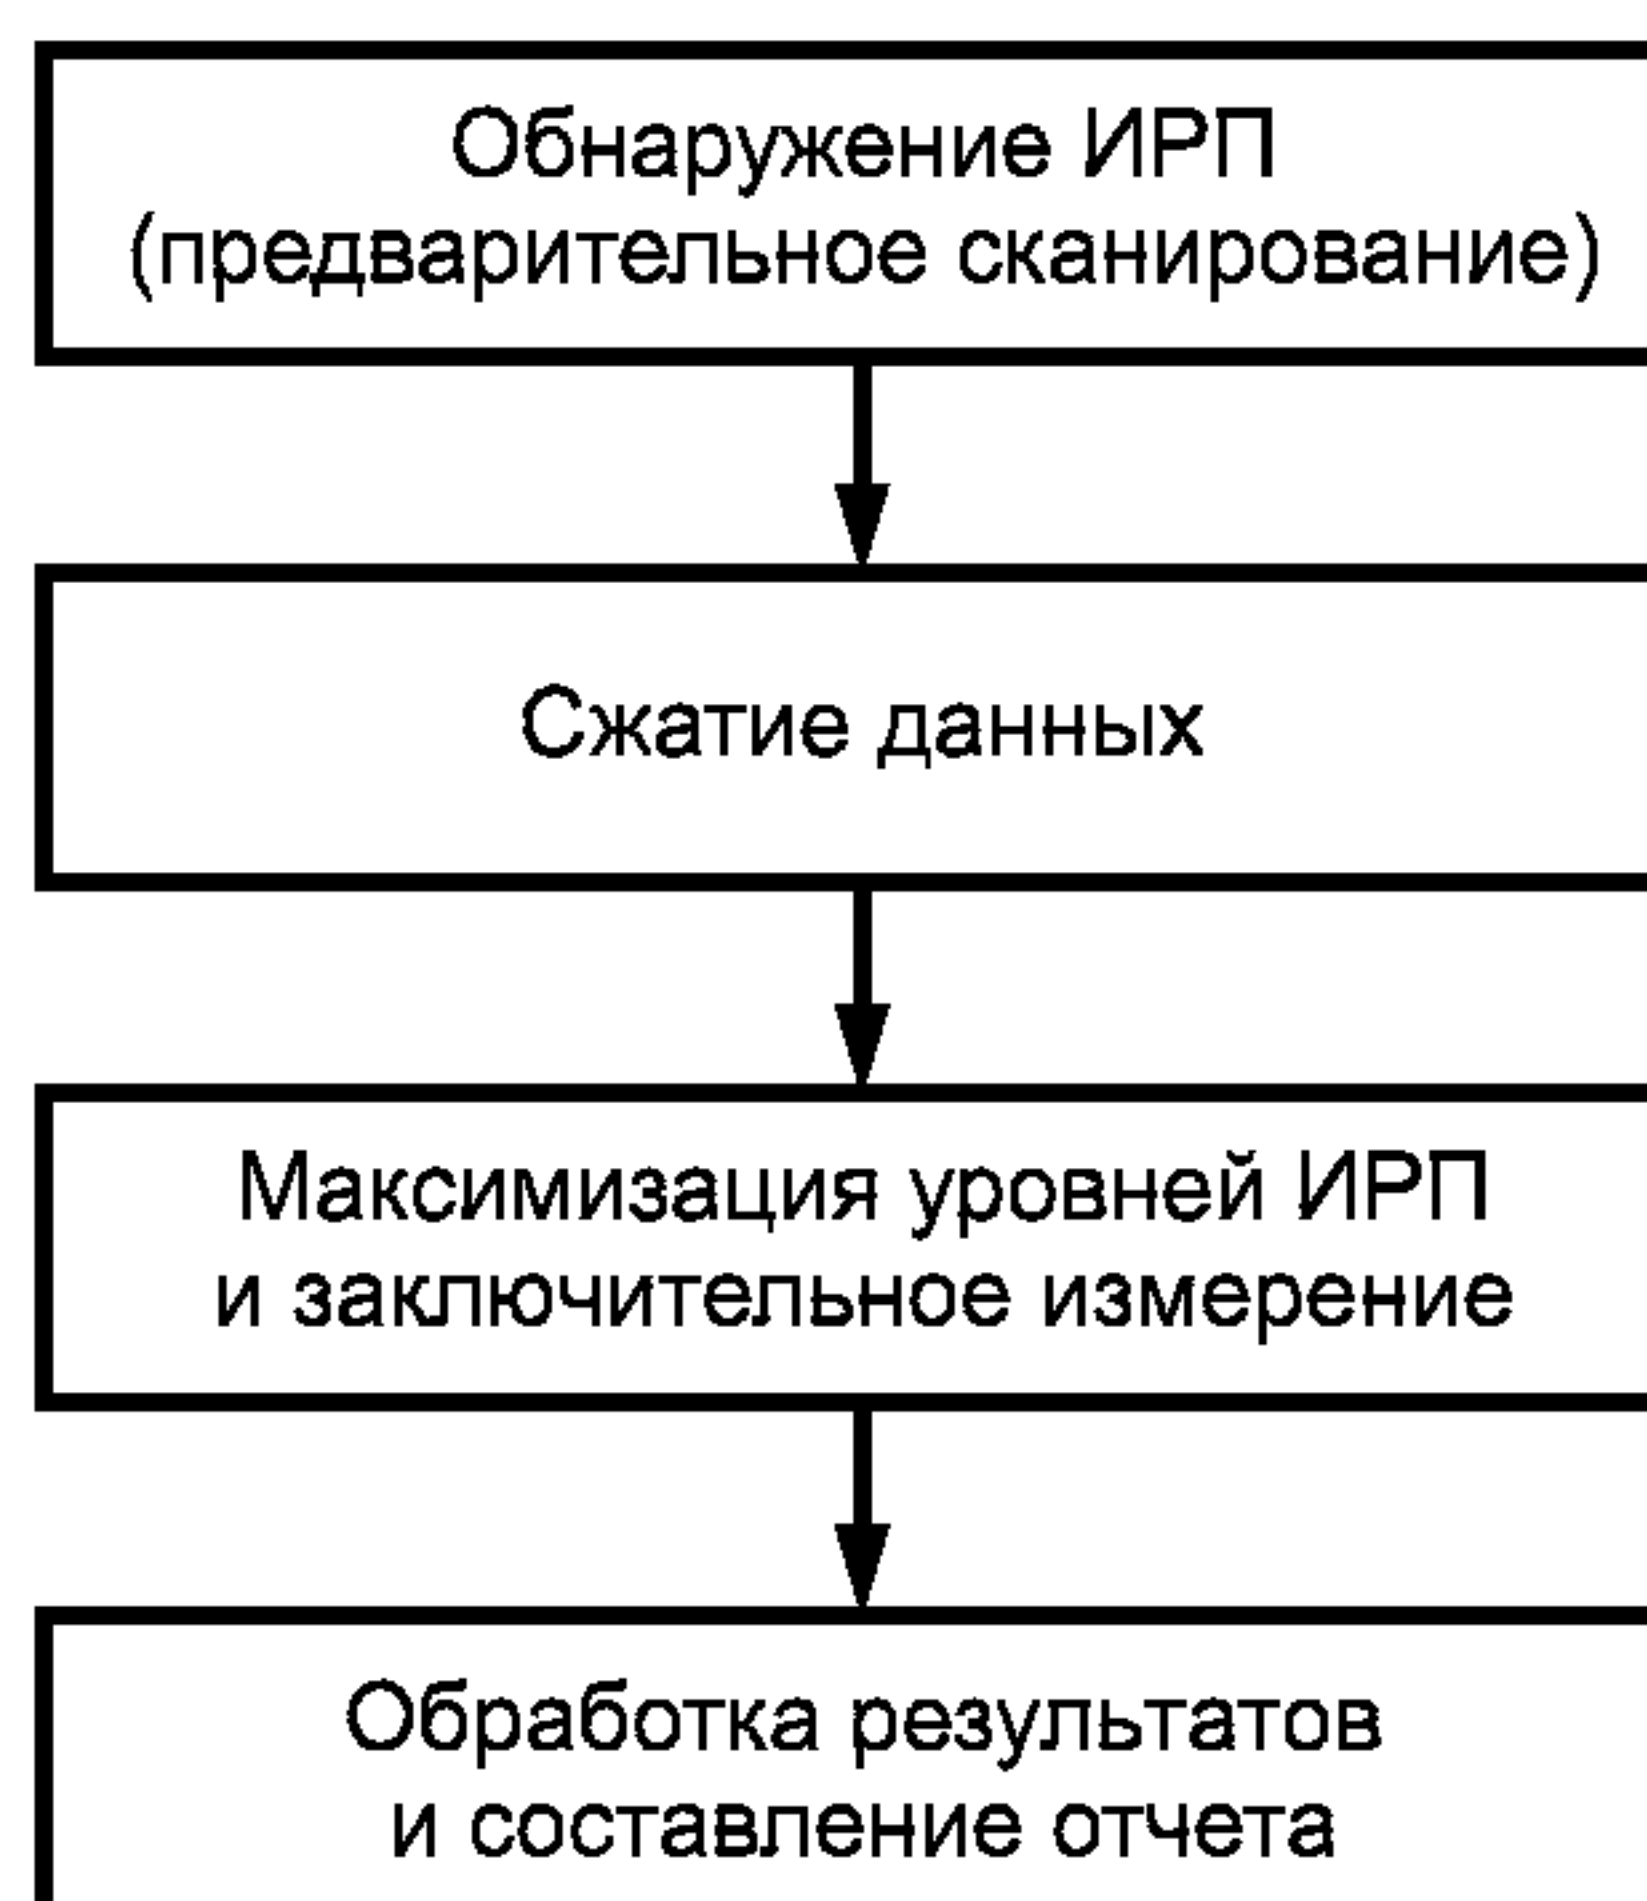 Обнаружение ИРП
(предварительное сканирование)
Сжатие данных
Максимизация уровней ИРП
и заключительное измерение
Обработка результатов
и составление отчета